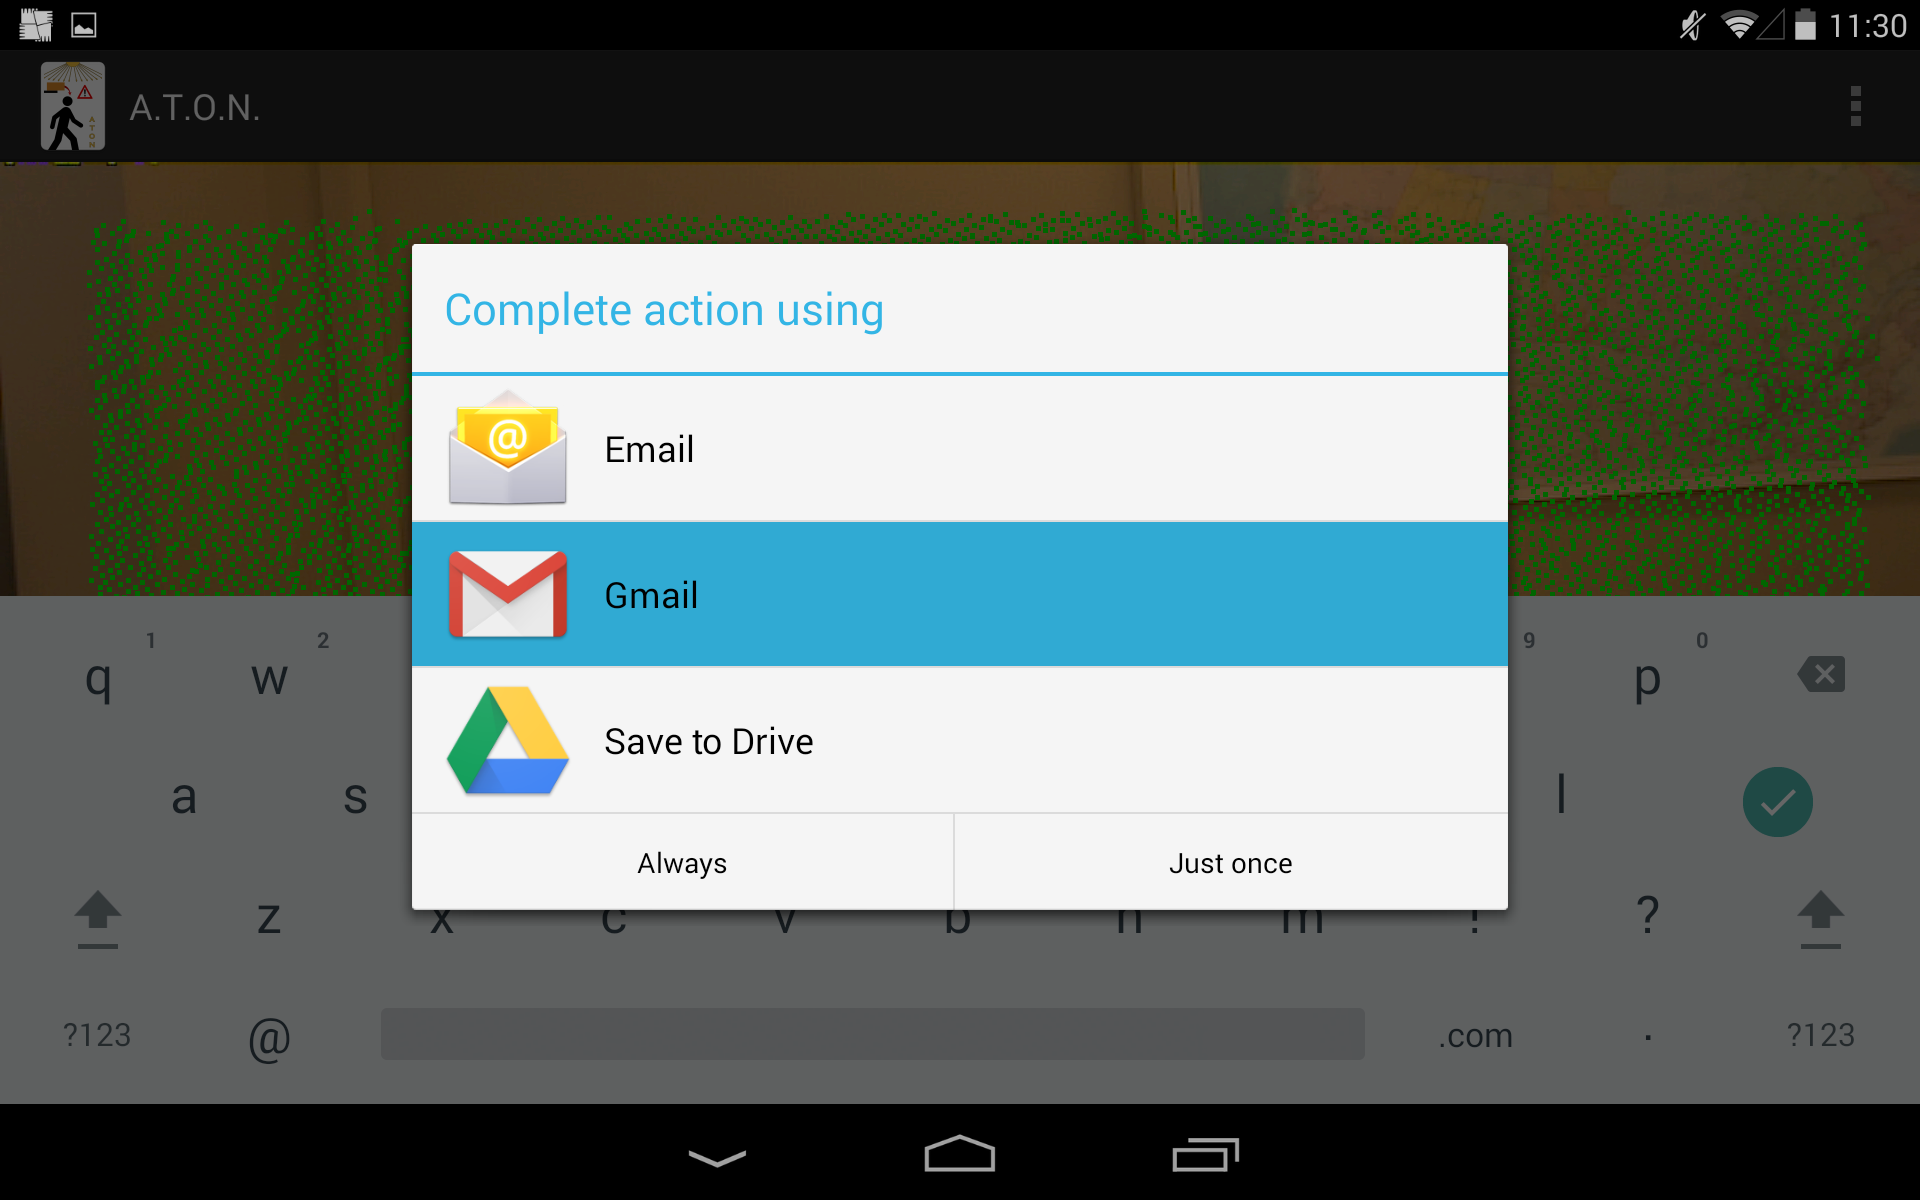 11:30
A.T.O.N.
Complete action using
Email
Gmail
Save to Drive
Always
Just once
1 2 9 0
q w p
a s l
z x c v b n m ! ?
?123 @ .com . ?123